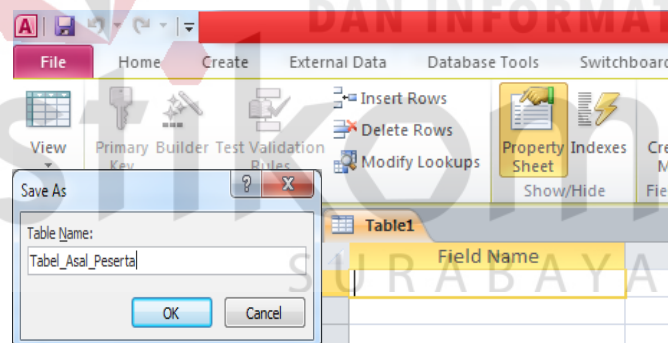 DAN INFORMAT
A
File Home Create External Data Database Tools Switchboard
Insert Rows
Delete Rows
Modify Lookups
View Primary Key Builder Test Validation Rules Property Sheet Indexes
Show/Hide
Save As
Table Name:
Tabel_Asal_Peserta
OK Cancel
Table1
Field Name
stikom
SURABAYA